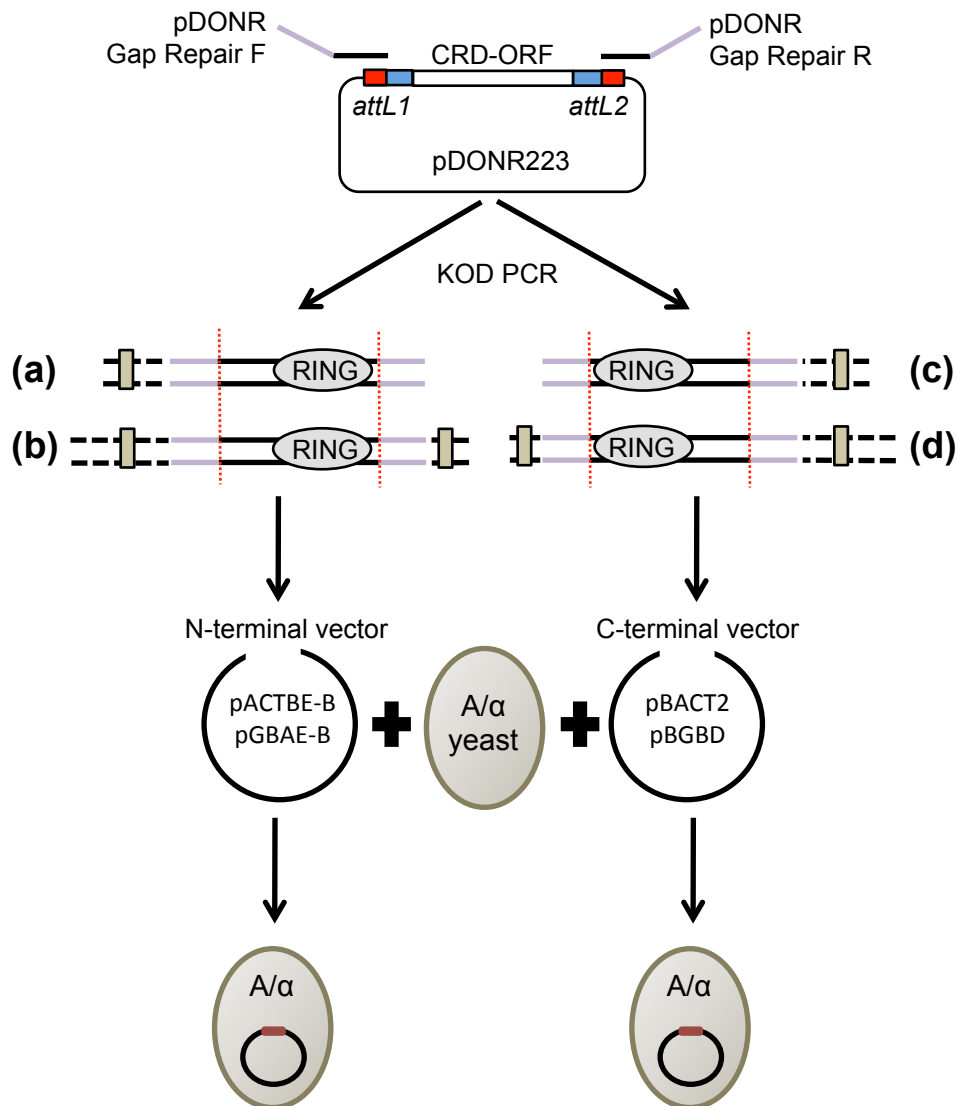 pDONR
Gap Repair F
CRD-ORF
pDONR
Gap Repair R
attL1
attL2
pDONR223
KOD PCR
(a)
RING
RING
(c)
(b)
RING
RING
(d)
N-terminal vector
C-terminal vector
pACTBE-B
pGBAE-B
A/α
yeast
pBACT2
pBGBD
A/α
A/α